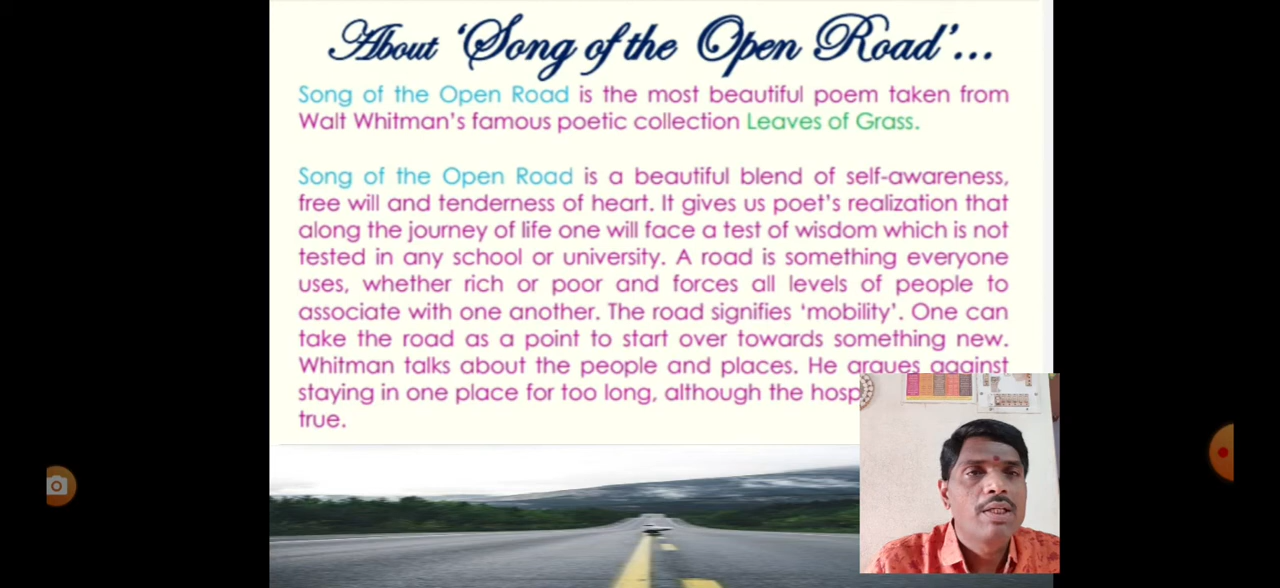 About ‘Song of the Open Road’...
Song of the Open Road is the most beautiful poem taken from
Walt Whitman’s famous poetic collection Leaves of Grass.
Song of the Open Road is a beautiful blend of self-awareness,
free will and tenderness of heart. It gives us poet’s realization that
along the journey of life one will face a test of wisdom which is not
tested in any school or university. A road is something everyone
uses, whether rich or poor and forces all levels of people to
associate with one another. The road signifies ‘mobility’. One can
take the road as a point to start over towards something new.
Whitman talks about the people and places. He argues against
staying in one place for too long, although the hosp
true.